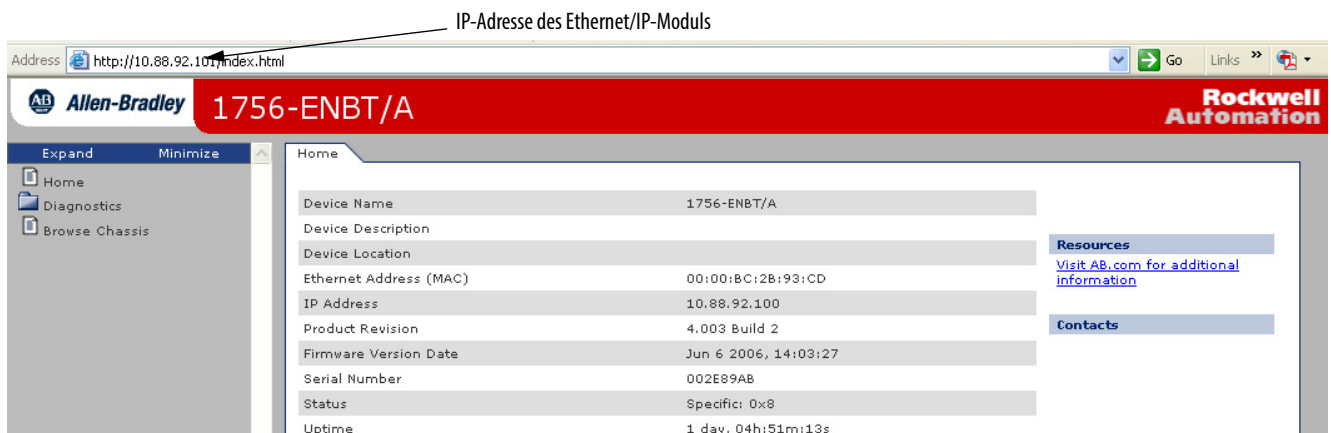 IP-Adresse des Ethernet/IP-Moduls
Address http://10.88.92.101/index.html Go Links »
AB Allen-Bradley 1756-ENBT/A Rockwell Automation
Expand Minimize
Home
Diagnostics
Browse Chassis
Home
Device Name 1756-ENBT/A
Device Description
Device Location
Ethernet Address (MAC) 00:00:BC:2B:93:CD
IP Address 10.88.92.100
Product Revision 4.003 Build 2
Firmware Version Date Jun 6 2006, 14:03:27
Serial Number 002E89AB
Status Specific: 0x8
Uptime 1 day, 04h:51m:13s
Resources
Visit AB.com for additional
information
Contacts